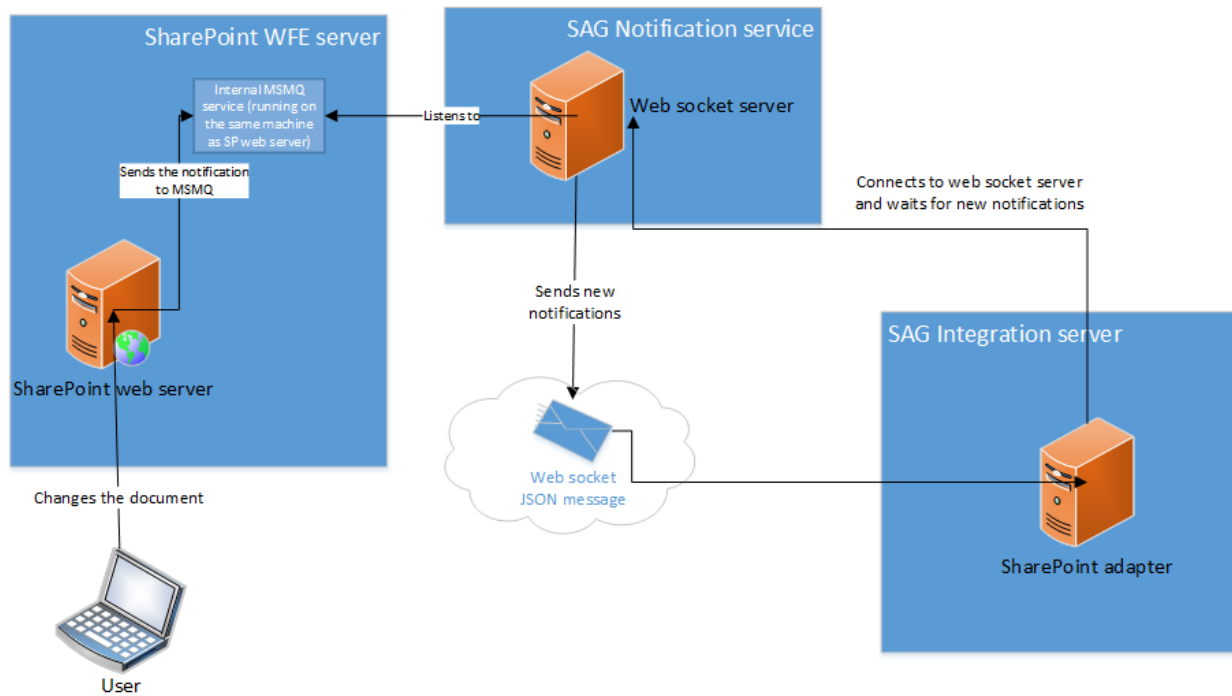 SharePoint WFE server
Internal MSMQ
service (running on
the same machine
as SP web server)
Sends the notification
to MSMQ
SharePoint web server
Changes the document
User
SAG Notification service
Web socket server
Listens to
Sends new
notifications
Web socket
JSON message
Connects to web socket server
and waits for new notifications
SAG Integration server
SharePoint adapter